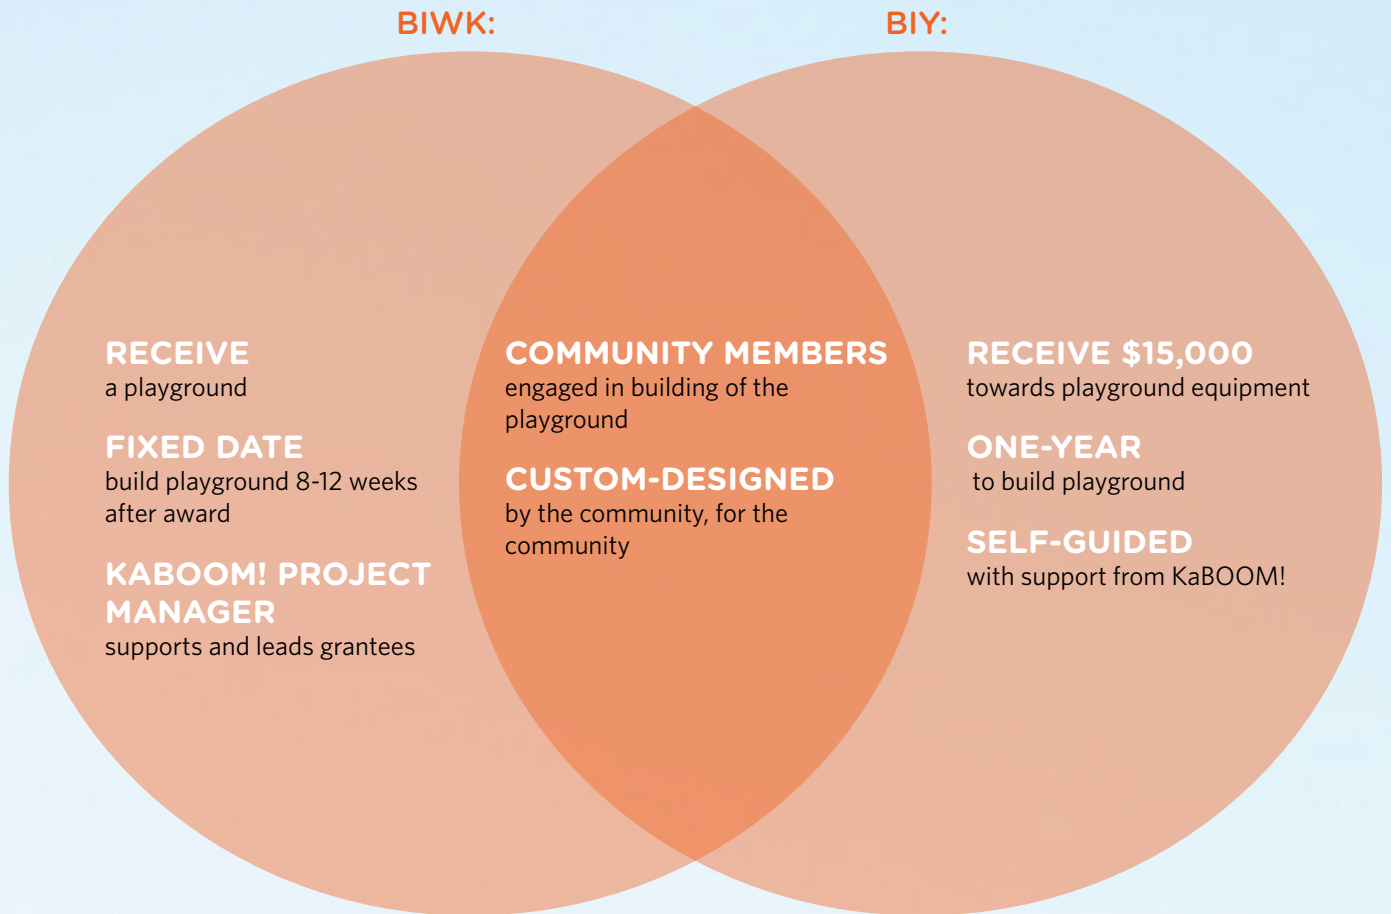 BIWK:
RECEIVE
a playground
FIXED DATE
build playground 8-12 weeks
after award
KABOOM! PROJECT
MANAGER
supports and leads grantees
COMMUNITY MEMBERS
engaged in building of the
playground
CUSTOM-DESIGNED
by the community, for the
community
BIY:
RECEIVE $15,000
towards playground equipment
ONE-YEAR
to build playground
SELF-GUIDED
with support from KaBOOM!